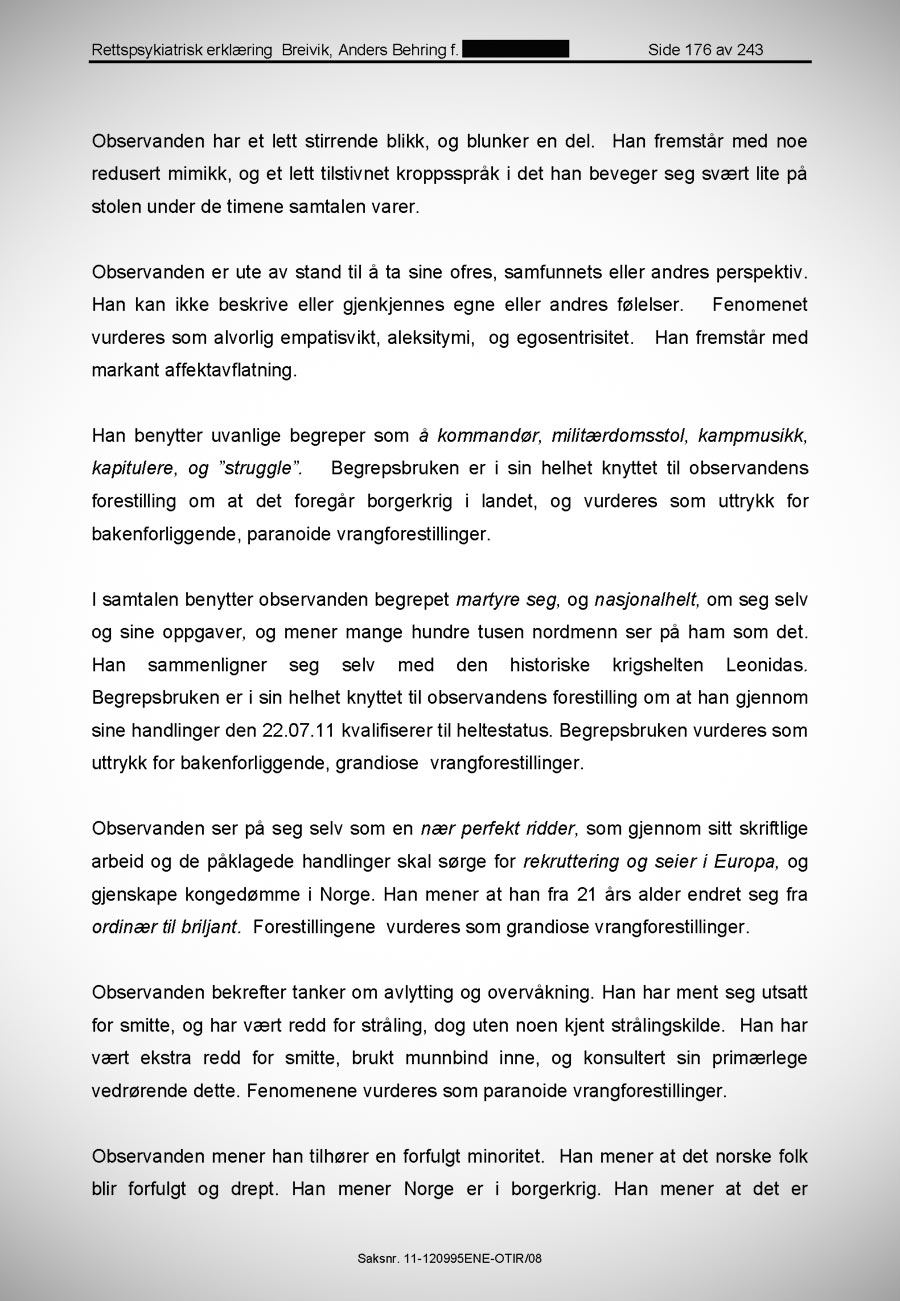 Rettspsykiatrisk erklæring  Breivik, Anders Behring f. Side 176 av 243
Observanden har et lett stirrende blikk, og blunker en del.  Han fremstår med noe
redusert mimikk, og et lett tilstivnet kroppsspråk i det han beveger seg svært lite på
stolen under de timene samtalen varer.
Observanden er ute av stand til å ta sine ofres, samfunnets eller andres perspektiv.
Han kan ikke beskrive eller gjenkjennes egne eller andres følelser.   Fenomenet
vurderes som alvorlig empatisvikt, aleksitymi,  og egosentrisitet.   Han fremstår med
markant affektavflatning.
Han benytter uvanlige begreper som å kommandør, militærdomsstol, kampmusikk,
kapitulere, og ”struggle”.   Begrepsbruken er i sin helhet knyttet til observandens
forestilling om at det foregår borgerkrig i landet, og vurderes som uttrykk for
bakenforliggende, paranoide vrangforestillinger.
I samtalen benytter observanden begrepet martyre seg, og nasjonalhelt, om seg selv
og sine oppgaver, og mener mange hundre tusen nordmenn ser på ham som det.
Han sammenligner seg selv med den historiske krigshelten Leonidas.
Begrepsbruken er i sin helhet knyttet til observandens forestilling om at han gjennom
sine handlinger den 22.07.11 kvalifiserer til heltestatus. Begrepsbruken vurderes som
uttrykk for bakenforliggende, grandiose  vrangforestillinger.
Observanden ser på seg selv som en nær perfekt ridder, som gjennom sitt skriftlige
arbeid og de påklagede handlinger skal sørge for rekruttering og seier i Europa, og
gjenskape kongedømme i Norge. Han mener at han fra 21 års alder endret seg fra
ordinær til briljant.  Forestillingene  vurderes som grandiose vrangforestillinger.
Observanden bekrefter tanker om avlytting og overvåkning. Han har ment seg utsatt
for smitte, og har vært redd for stråling, dog uten noen kjent strålingskilde.  Han har
vært ekstra redd for smitte, brukt munnbind inne, og konsultert sin primærlege
vedrørende dette. Fenomenene vurderes som paranoide vrangforestillinger.
Observanden mener han tilhører en forfulgt minoritet.  Han mener at det norske folk
blir forfulgt og drept. Han mener Norge er i borgerkrig. Han mener at det er
Saksnr. 11-120995ENE-OTIR/08